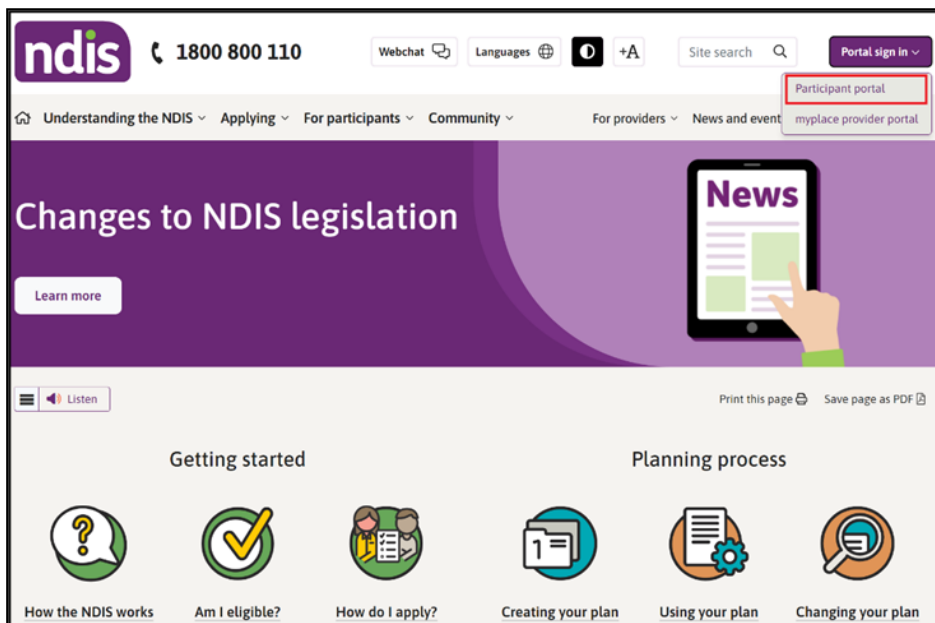 ndis
1800 800 110
Webchat
Languages
+A
Site search
Portal sign in
Participant portal
myplace provider portal
Understanding the NDIS
Applying
For participants
Community
For providers
News and event
Changes to NDIS legislation
Learn more
News
Listen
Print this page
Save page as PDF
Getting started
Planning process
?
1
How the NDIS works
Am I eligible?
How do I apply?
Creating your plan
Using your plan
Changing your plan